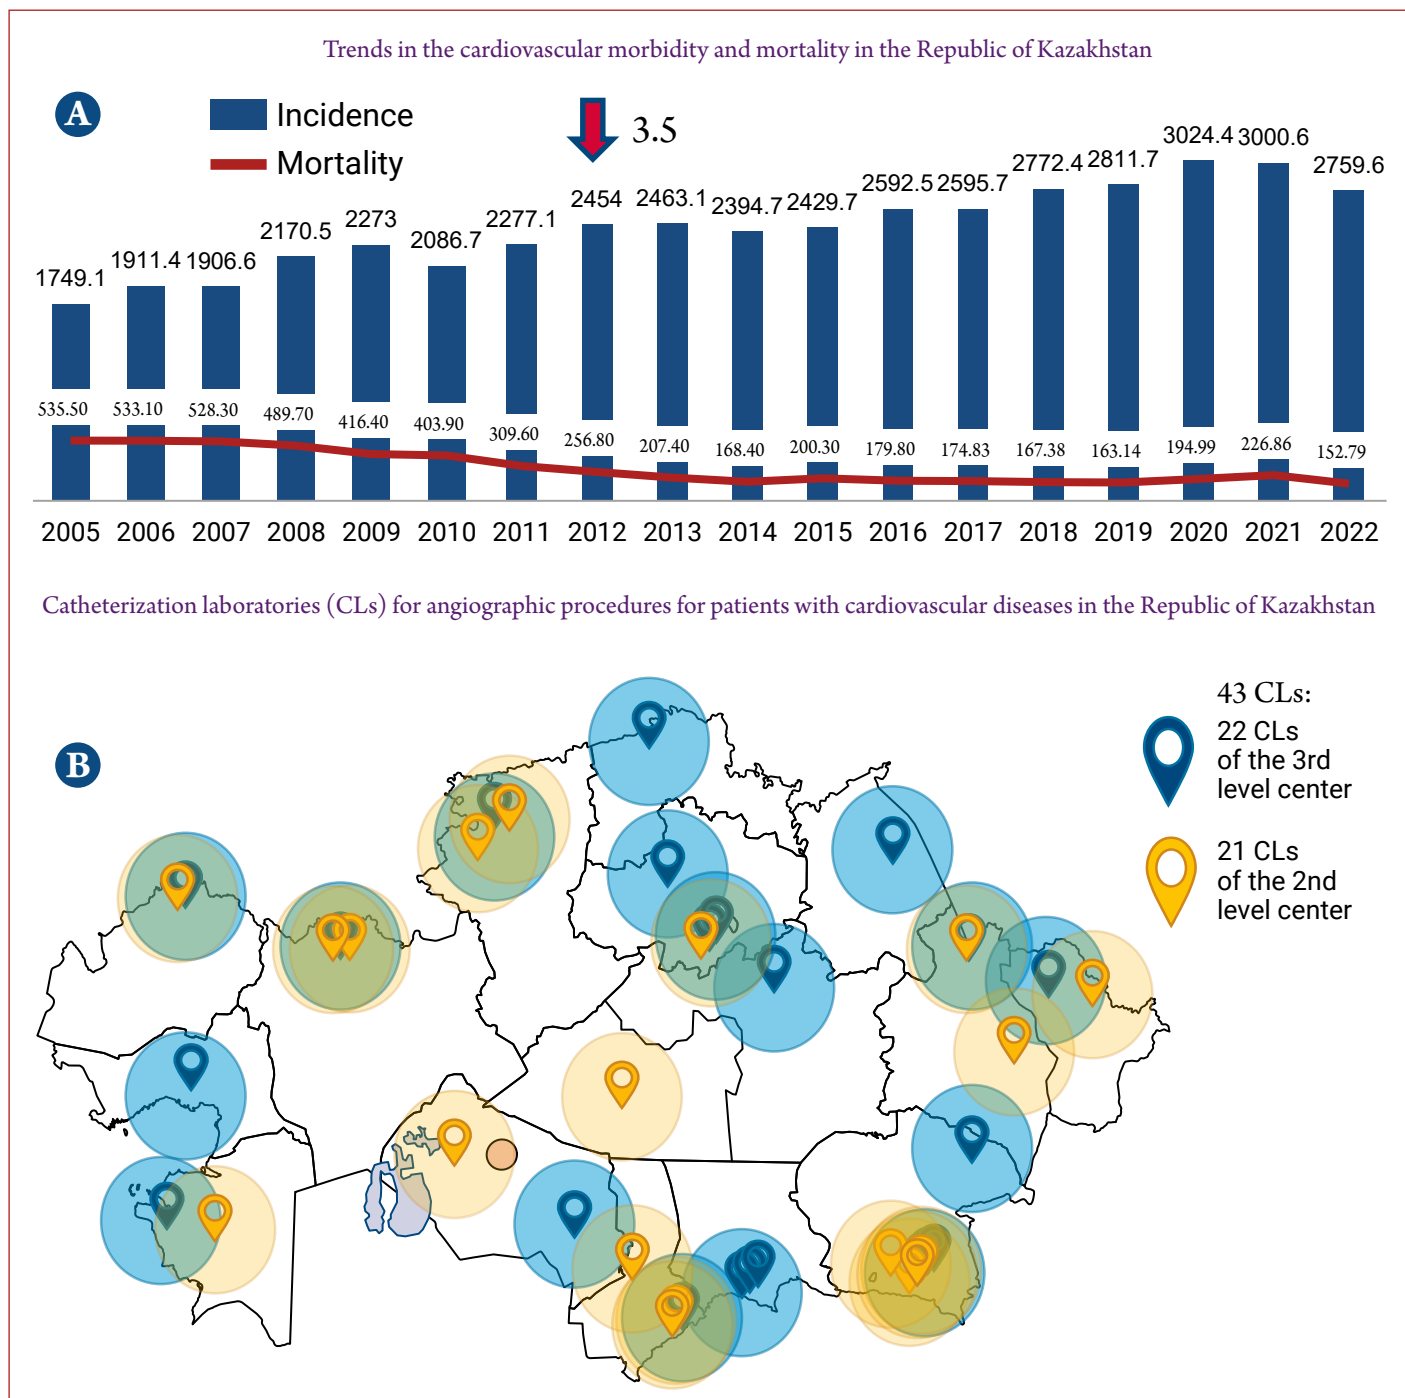 Trends in the cardiovascular morbidity and mortality in the Republic of Kazakhstan
A
Incidence
Mortality
3.5
1749.1
1911.4
1906.6
2170.5
2273
2086.7
2277.1
2454
2463.1
2394.7
2429.7
2592.5
2595.7
2772.4
2811.7
3024.4
3000.6
2759.6
535.50
533.10
528.30
489.70
416.40
403.90
309.60
256.80
207.40
168.40
200.30
179.80
174.83
167.38
163.14
194.99
226.86
152.79
2005 2006 2007 2008 2009 2010 2011 2012 2013 2014 2015 2016 2017 2018 2019 2020 2021 2022
Catheterization laboratories (CLs) for angiographic procedures for patients with cardiovascular diseases in the Republic of Kazakhstan
B
43 CLs:
22 CLs
of the 3rd
level center
21 CLs
of the 2nd
level center